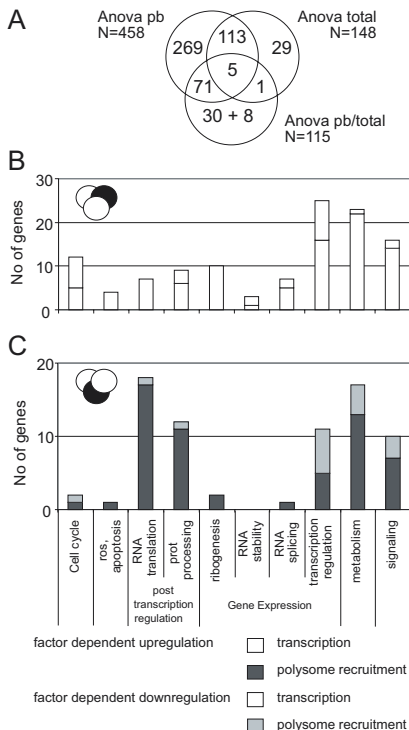 A
Anova pb
N=458
Anova total
N=148
269
113
29
5
71
1
30 + 8
Anova pb/total
N=115
B
No of genes
30
20
10
0
C
No of genes
20
10
0
Cell cycle
ros,
apoptosis
RNA
translation
prot
processing
ribogenesis
RNA
stability
RNA
splicing
transcription
regulation
metabolism
signaling
post
transcription
regulation
Gene Expression
factor dependent upregulation
transcription
polysome recruitment
factor dependent downregulation
transcription
polysome recruitment